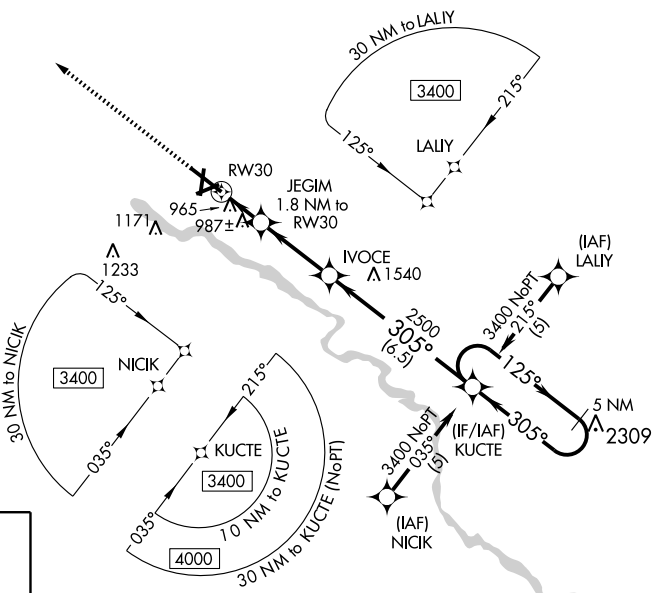 30 NM to LALIY
3400
215°
125°
LALIY
RW30
JEGIM
1.8 NM to
RW30
965
987±
1171
1233
IVOCE
1540
(IAF)
LALIY
3400 NoPT
215°
(5)
2500
305°
(6.5)
125°
5 NM
305°
2309
(IF/IAF)
KUCTE
3400 NoPT
035°
(5)
(IAF)
NICIK
125°
30 NM to NICIK
3400
NICIK
035°
215°
KUCTE
3400
10 NM to KUCTE
035°
4000
30 NM to KUCTE (NoPT)